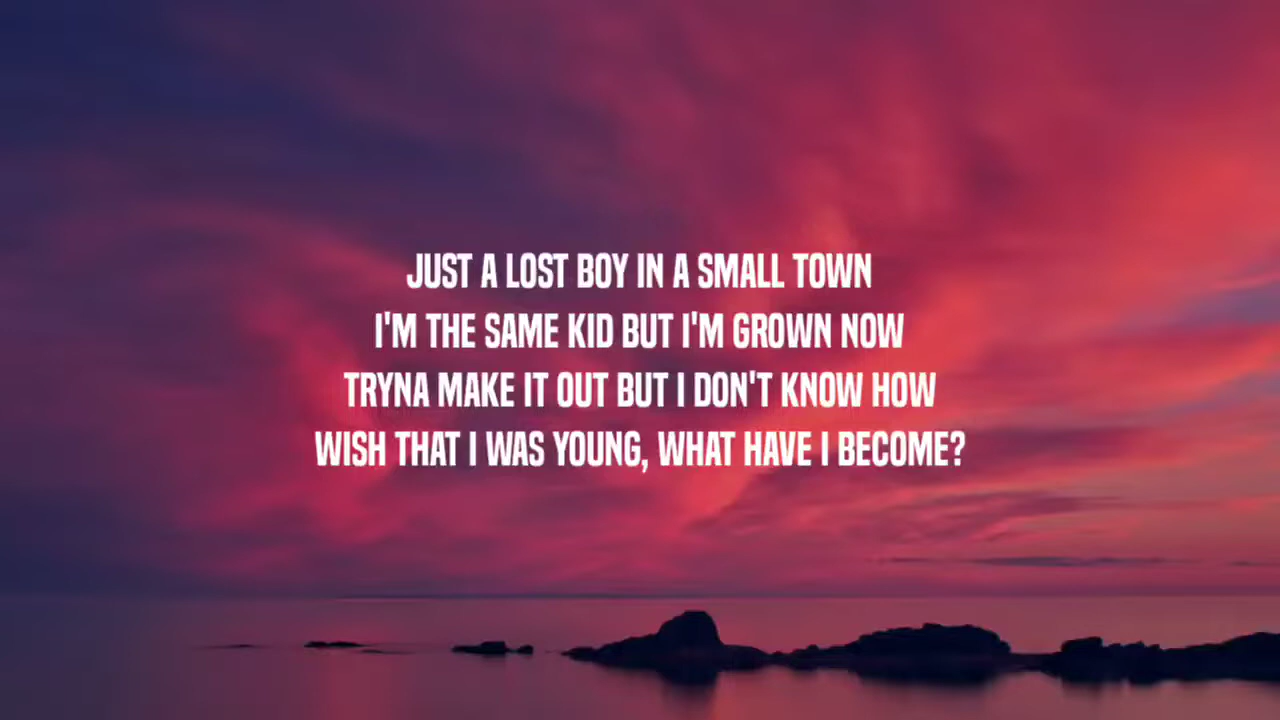 JUST A LOST BOY IN A SMALL TOWN
I'M THE SAME KID BUT I'M GROWN NOW
TRYNA MAKE IT OUT BUT I DON'T KNOW HOW
WISH THAT I WAS YOUNG, WHAT HAVE I BECOME?